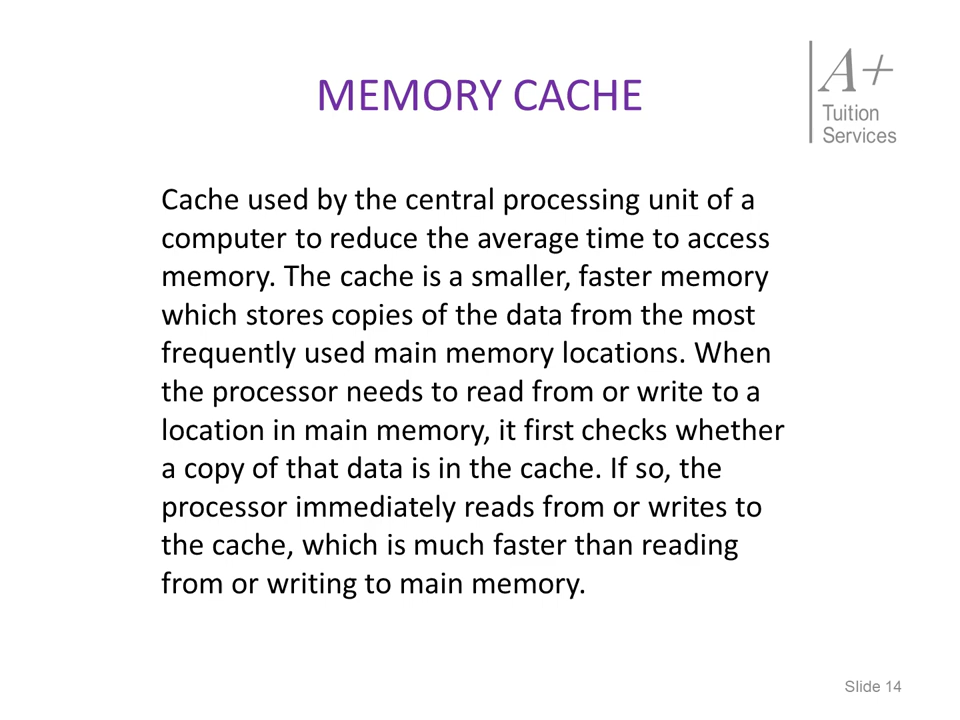 MEMORY CACHE
A+
Tuition
Services
Cache used by the central processing unit of a
computer to reduce the average time to access
memory. The cache is a smaller, faster memory
which stores copies of the data from the most
frequently used main memory locations. When
the processor needs to read from or write to a
location in main memory, it first checks whether
a copy of that data is in the cache. If so, the
processor immediately reads from or writes to
the cache, which is much faster than reading
from or writing to main memory.
Slide 14